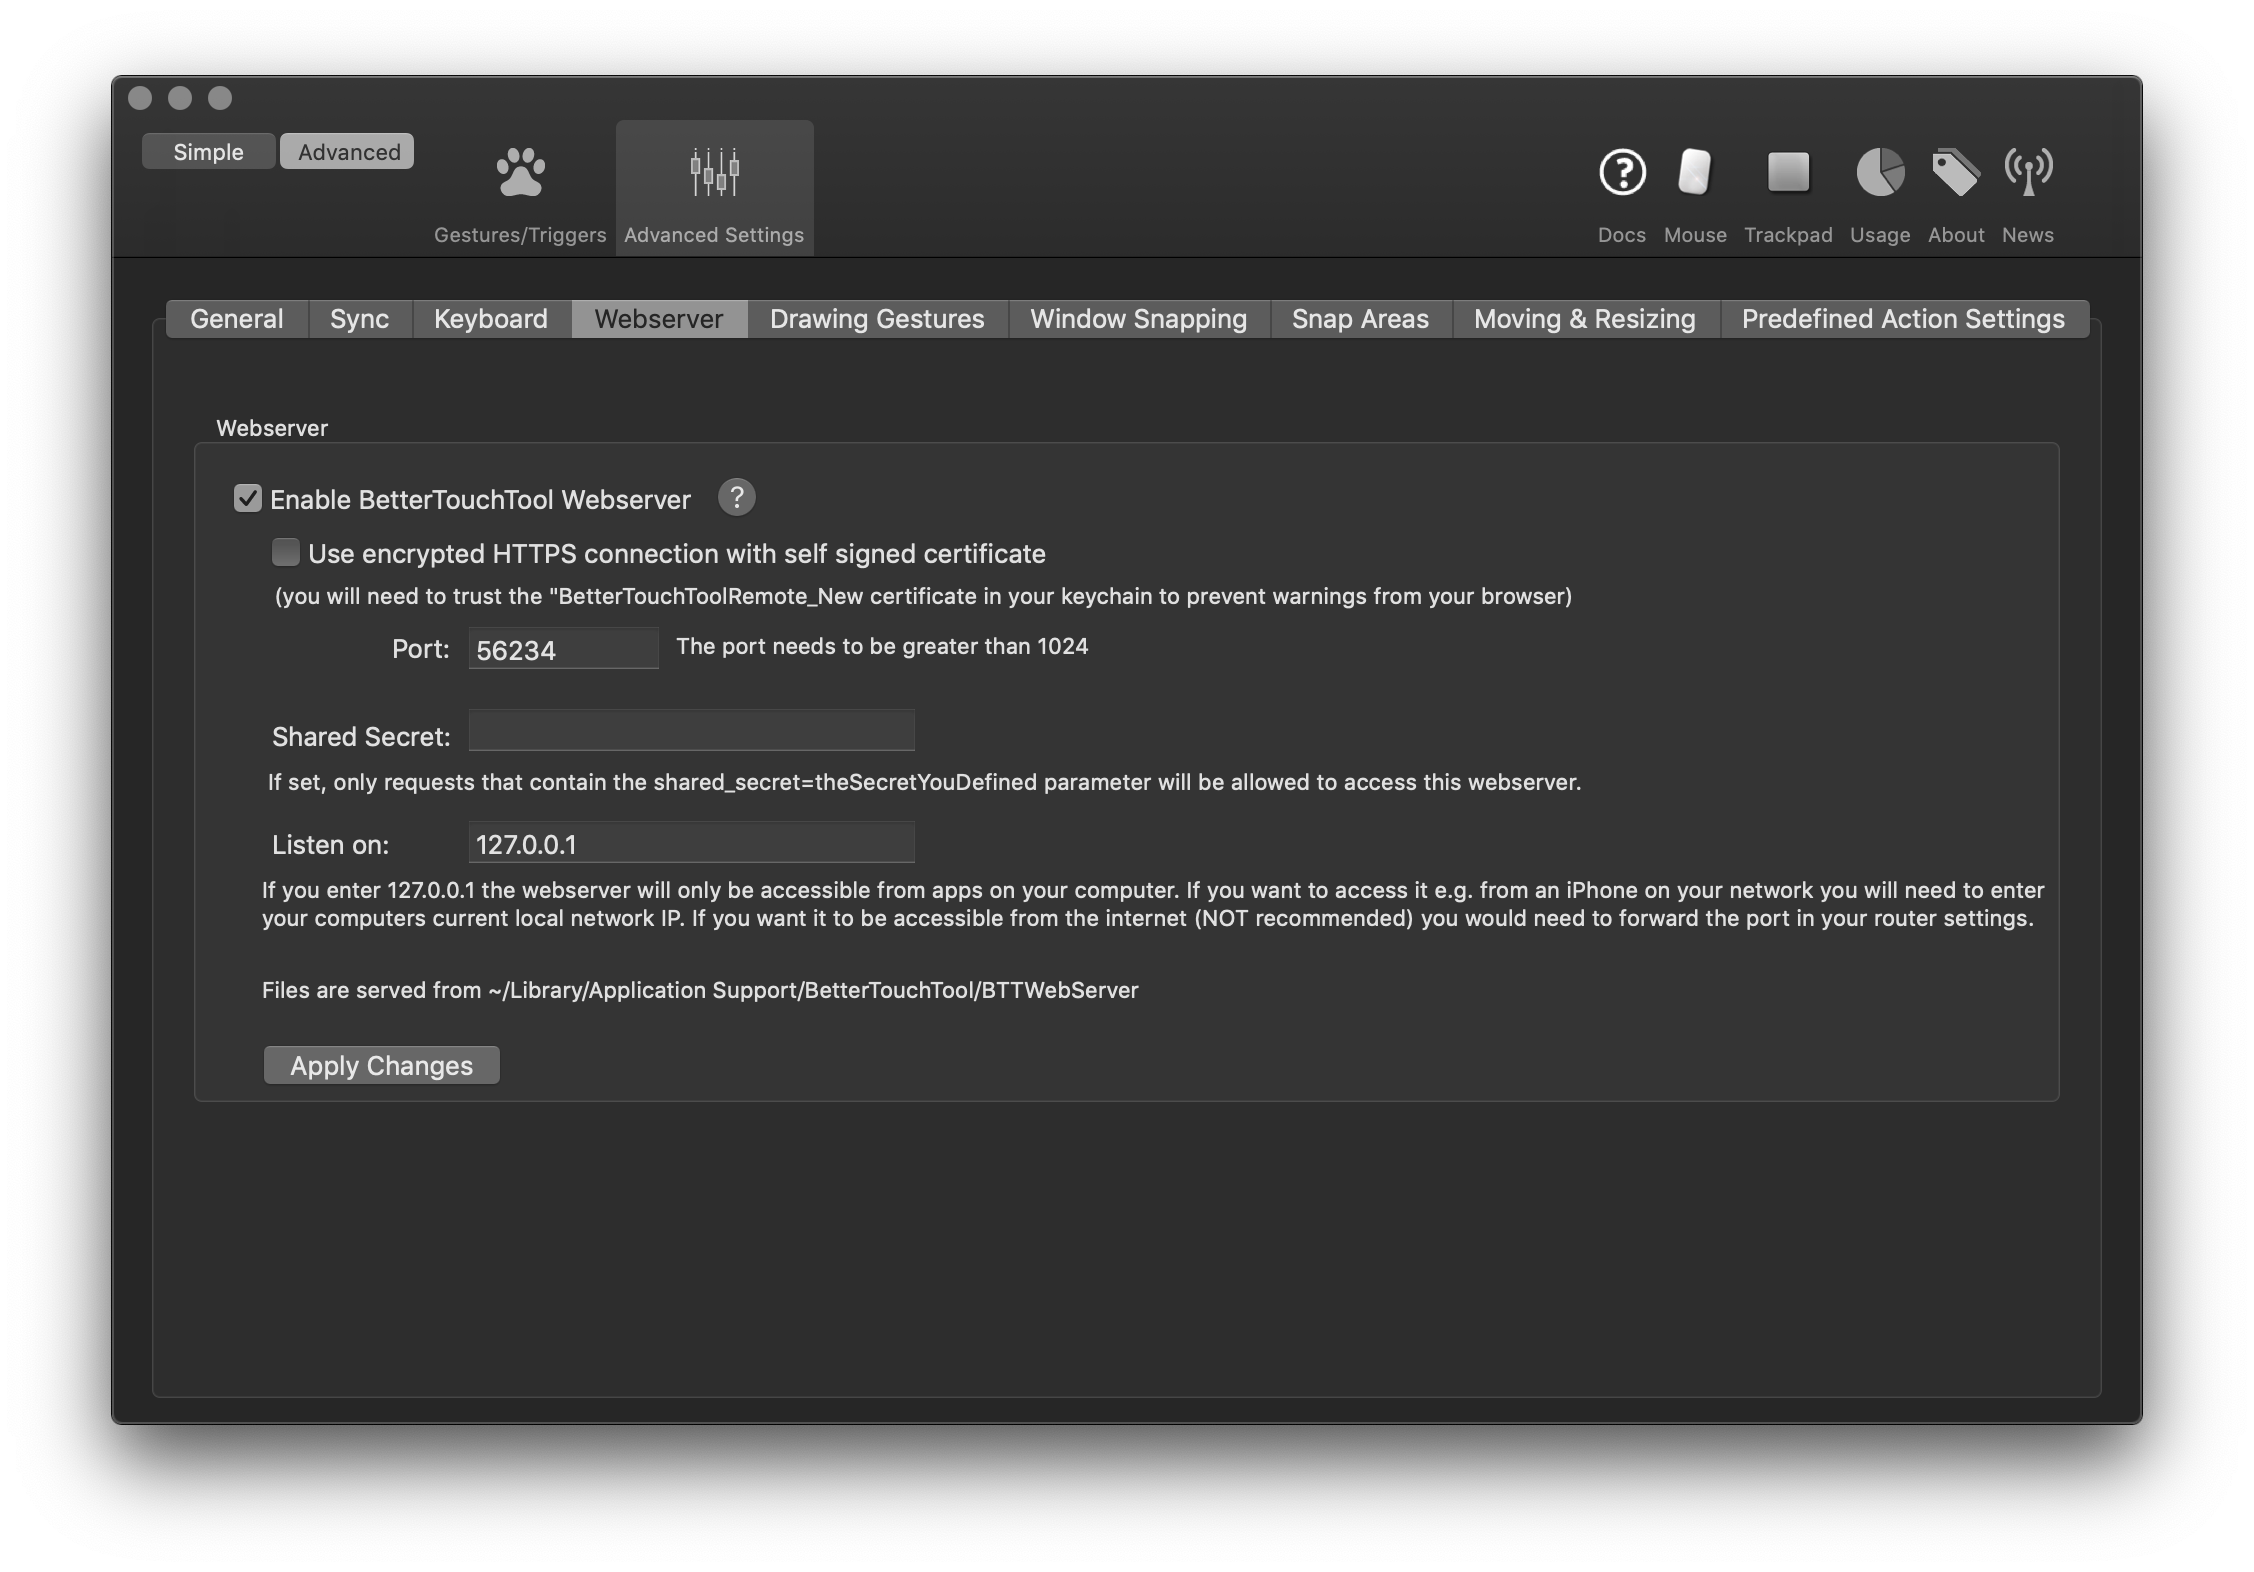 Simple Advanced
Gestures/Triggers Advanced Settings Docs Mouse Trackpad Usage About News
General Sync Keyboard Webserver Drawing Gestures Window Snapping Snap Areas Moving & Resizing Predefined Action Settings
Webserver
Enable BetterTouchTool Webserver ?
Use encrypted HTTPS connection with self signed certificate
(you will need to trust the "BetterTouchToolRemote_New certificate in your keychain to prevent warnings from your browser)
Port: 56234 The port needs to be greater than 1024
Shared Secret:
If set, only requests that contain the shared_secret=theSecretYouDefined parameter will be allowed to access this webserver.
Listen on: 127.0.0.1
If you enter 127.0.0.1 the webserver will only be accessible from apps on your computer. If you want to access it e.g. from an iPhone on your network you will need to enter
your computers current local network IP. If you want it to be accessible from the internet (NOT recommended) you would need to forward the port in your router settings.
Files are served from ~/Library/Application Support/BetterTouchTool/BTTWebServer
Apply Changes